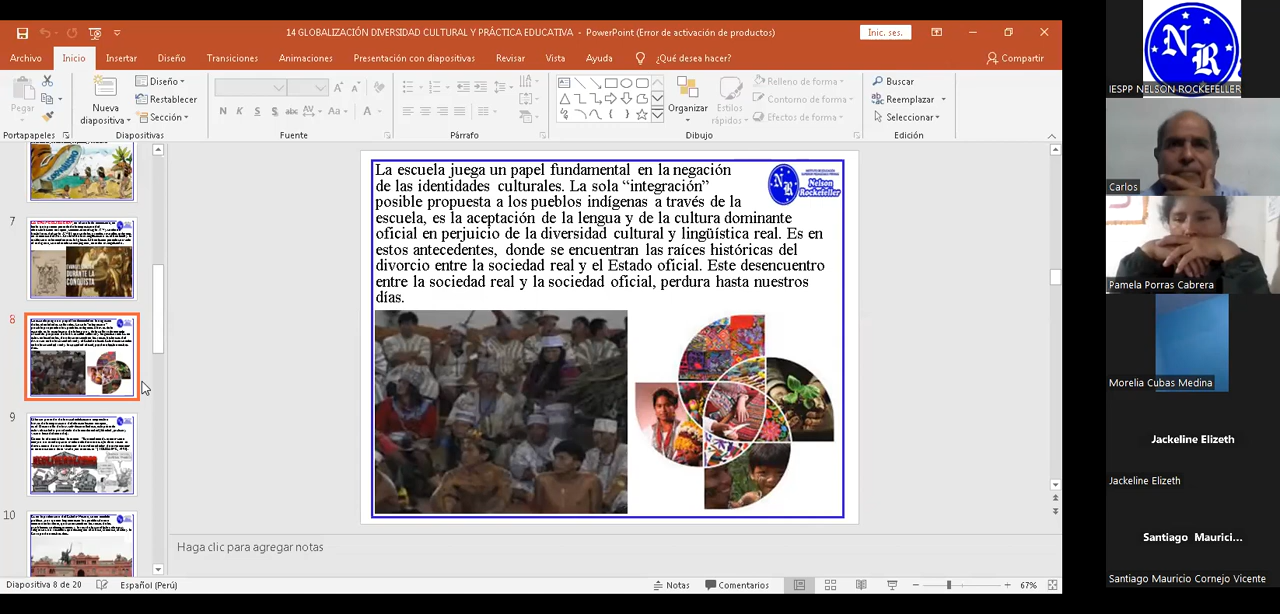 14 GLOBALIZACIÓN DIVERSIDAD CULTURAL Y PRÁCTICA EDUCATIVA - PowerPoint (Error de activación de productos)
Inic. ses.
Archivo Inicio Insertar Diseño Transiciones Animaciones Presentación con diapositivas Revisar Vista Ayuda ¿Qué desea hacer? Compartir
Pegar
Nueva diapositiva
Diseño
Restablecer
Sección
N K S S abc AV Aa A
Organizar
Estilos rápidos
Relleno de forma
Contorno de forma
Efectos de forma
Buscar
Reemplazar
Seleccionar
Portapapeles Diapositivas Fuente Párrafo Dibujo Edición
7
8
9
10
EVANGELIZACIÓN
DURANTE LA
CONQUISTA
La escuela juega un papel fundamental en la negación
de las identidades culturales. La sola “integración”
posible propuesta a los pueblos indígenas a través de la
escuela, es la aceptación de la lengua y de la cultura dominante
oficial en perjuicio de la diversidad cultural y lingüística real. Es en
estos antecedentes, donde se encuentran las raíces históricas del
divorcio entre la sociedad real y el Estado oficial. Este desencuentro
entre la sociedad real y la sociedad oficial, perdura hasta nuestros
días.
NR
Nelson
Rockefeller
Haga clic para agregar notas
Diapositiva 8 de 20 Español (Perú) Notas Comentarios 67%
N R
IESPP NELSON ROCKEFELLER
Carlos
Pamela Porras Cabrera
Morelia Cubas Medina
Jackeline Elizeth
Jackeline Elizeth
Santiago Maurici...
Santiago Mauricio Cornejo Vicente